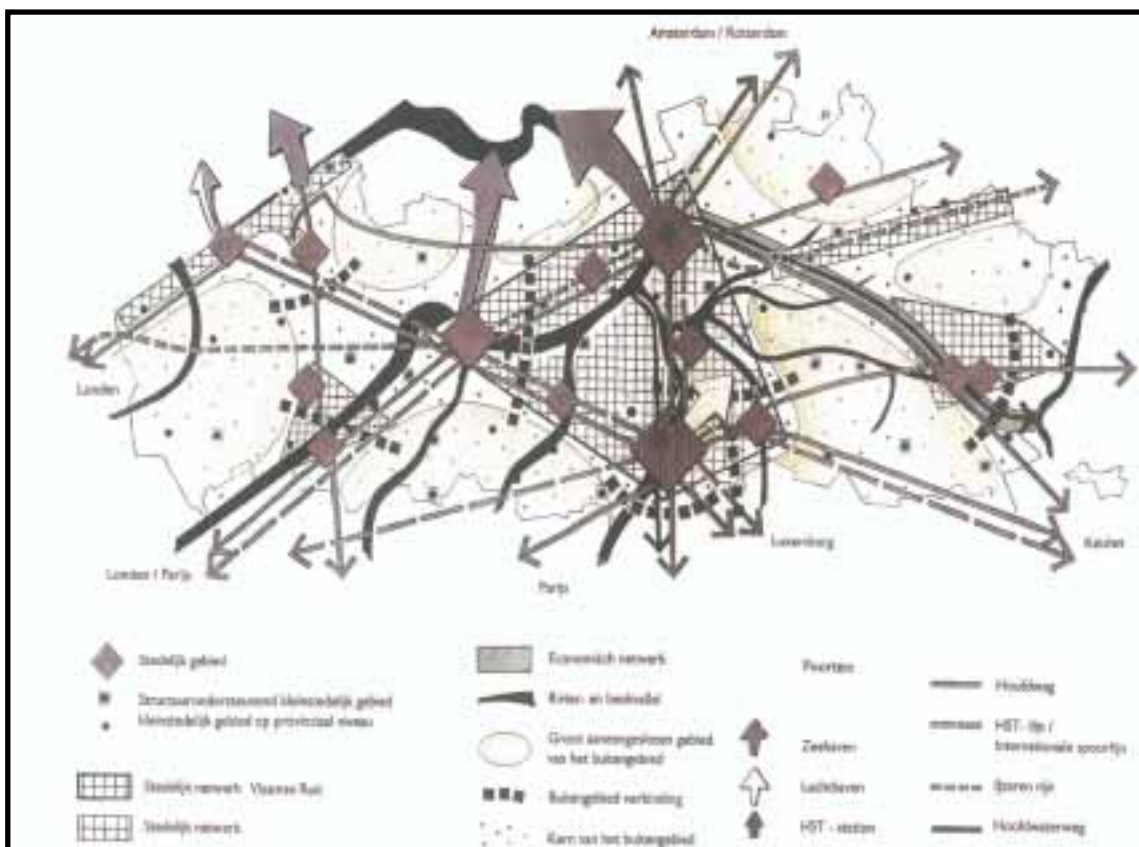 Amsterdam / Rotterdam
Londen
Londen / Parijs
Parijs
Luxemburg
Keulen
Stedelijk gebied
Structuurondersteunend kleinstedelijk gebied
kleinstedelijk gebied op provinciaal niveau
Stedelijk netwerk Vlaamse Ruit
Stedelijk netwerk
Economisch netwerk
Rivier- en beekvallei
Groot aaneengesloten gebied
van het buitengebied
Buitengebied verbinding
Kern van het buitengebied
Poorten
Zeehaven
Luchthaven
HST - station
Hoofdweg
HST- lijn /
Internationale spoorlijn
IJzeren rijn
Hoofdwaterweg